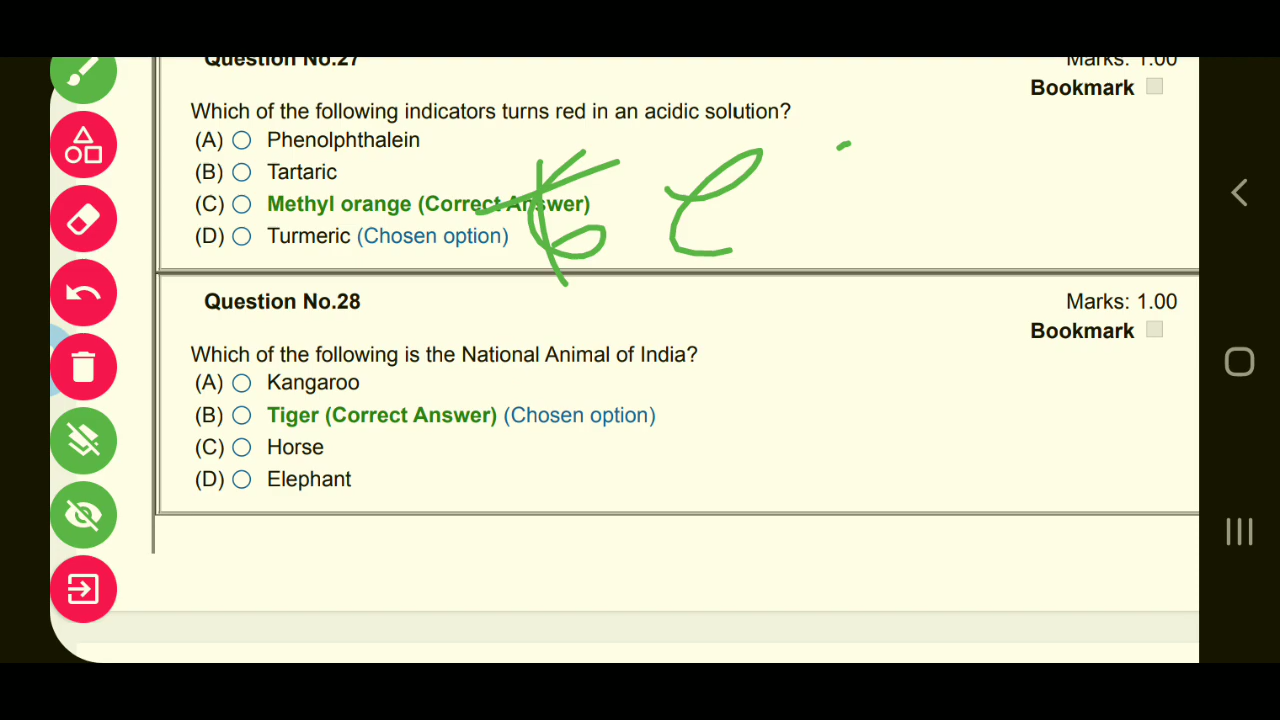 Question No.27 Marks: 1.00
Bookmark
Which of the following indicators turns red in an acidic solution?
(A) Phenolphthalein
(B) Tartaric
(C) Methyl orange (Correct Answer)
(D) Turmeric (Chosen option)
Question No.28 Marks: 1.00
Bookmark
Which of the following is the National Animal of India?
(A) Kangaroo
(B) Tiger (Correct Answer) (Chosen option)
(C) Horse
(D) Elephant